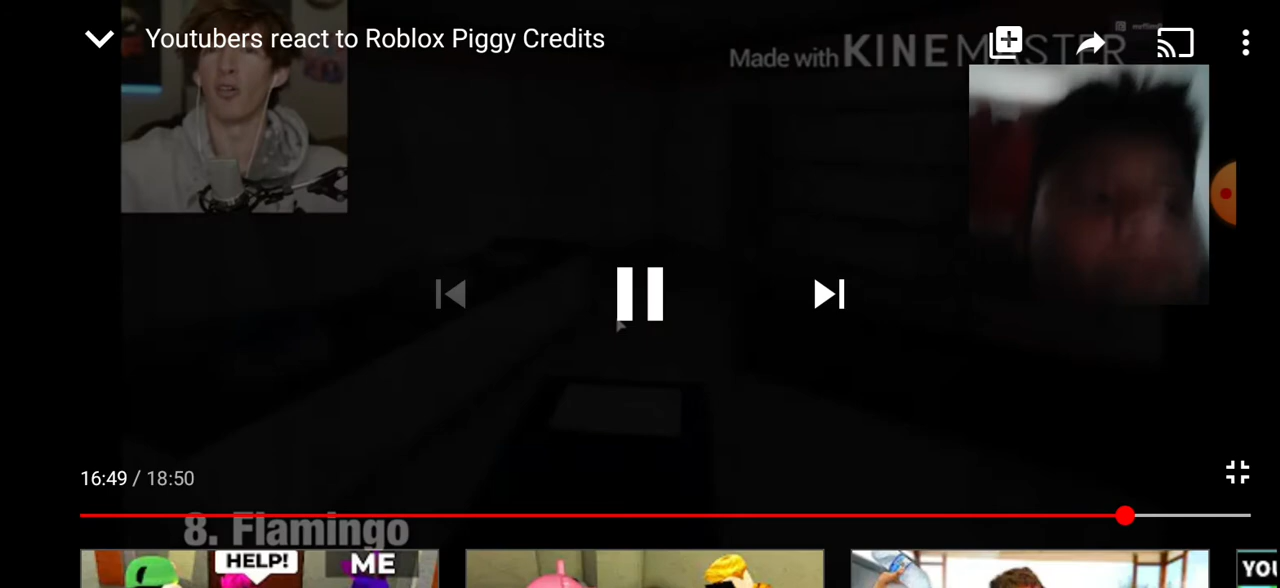 Youtubers react to Roblox Piggy Credits
Made with KINEMASTER
16:49 / 18:50
8. Flamingo
HELP!
ME
YOU